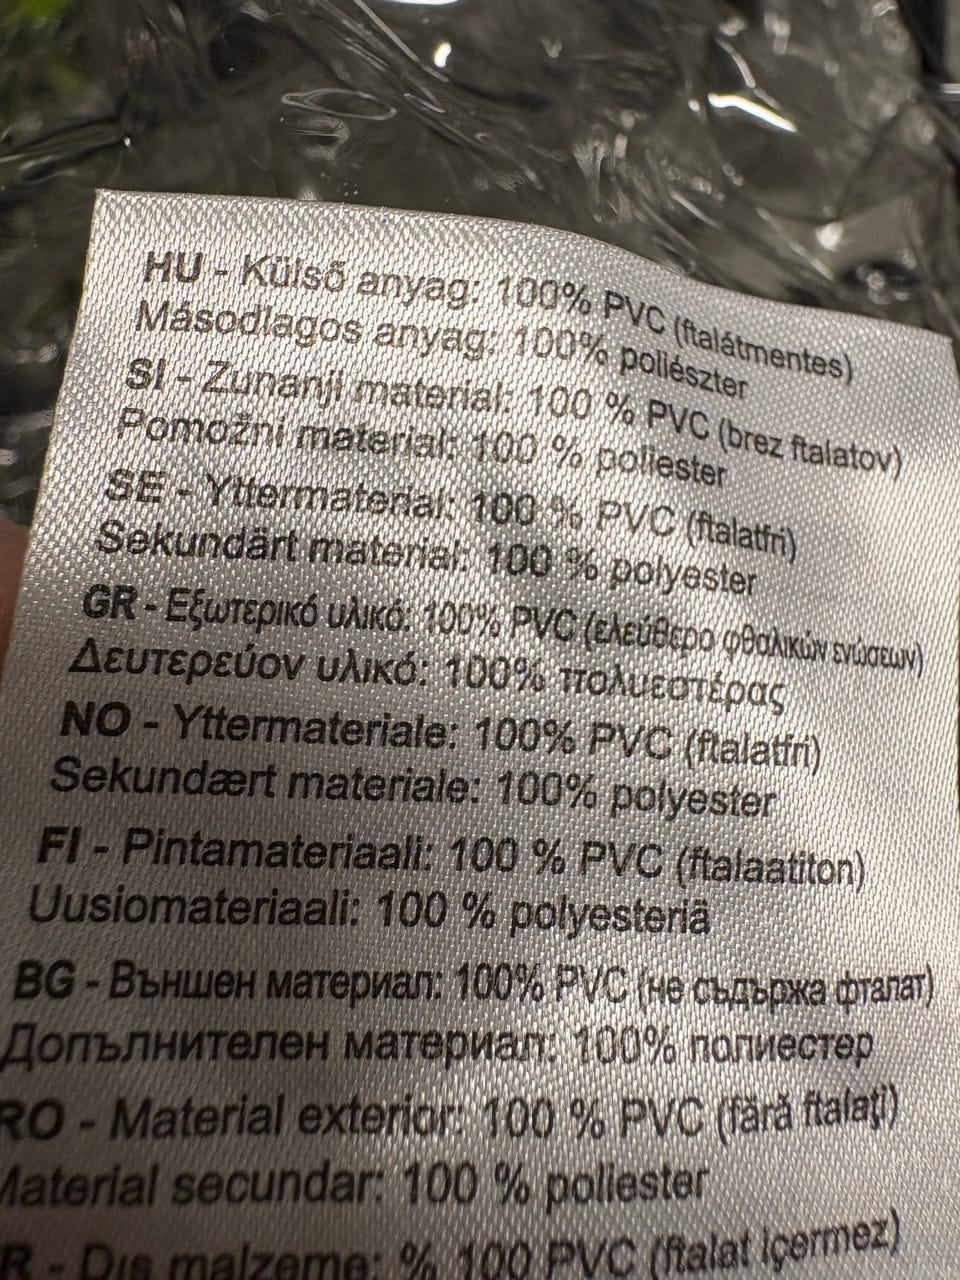 HU - Külső anyag: 100% PVC (ftalátmentes)
Másodlagos anyag: 100% poliészter
SI - Zunanji material: 100 % PVC (brez ftalatov)
Pomožni material: 100 % poliester
SE - Yttermaterial: 100 % PVC (ftalatfri)
Sekundärt material: 100 % polyester
GR - Εξωτερικό υλικό: 100% PVC (ελεύθερο φθαλικών ενώσεων)
Δευτερεύον υλικό: 100% πολυεστέρας
NO - Yttermateriale: 100% PVC (ftalatfri)
Sekundært materiale: 100% polyester
FI - Pintamateriaali: 100 % PVC (ftalaatiton)
Uusiomateriaali: 100 % polyesteriä
BG - Външен материал: 100% PVC (не съдържа фталат)
Допълнителен материал: 100% полиестер
RO - Material exterior: 100 % PVC (fără ftalați)
Material secundar: 100 % poliester
R - Dıs malzeme: % 100 PVC (ftalat içermez)